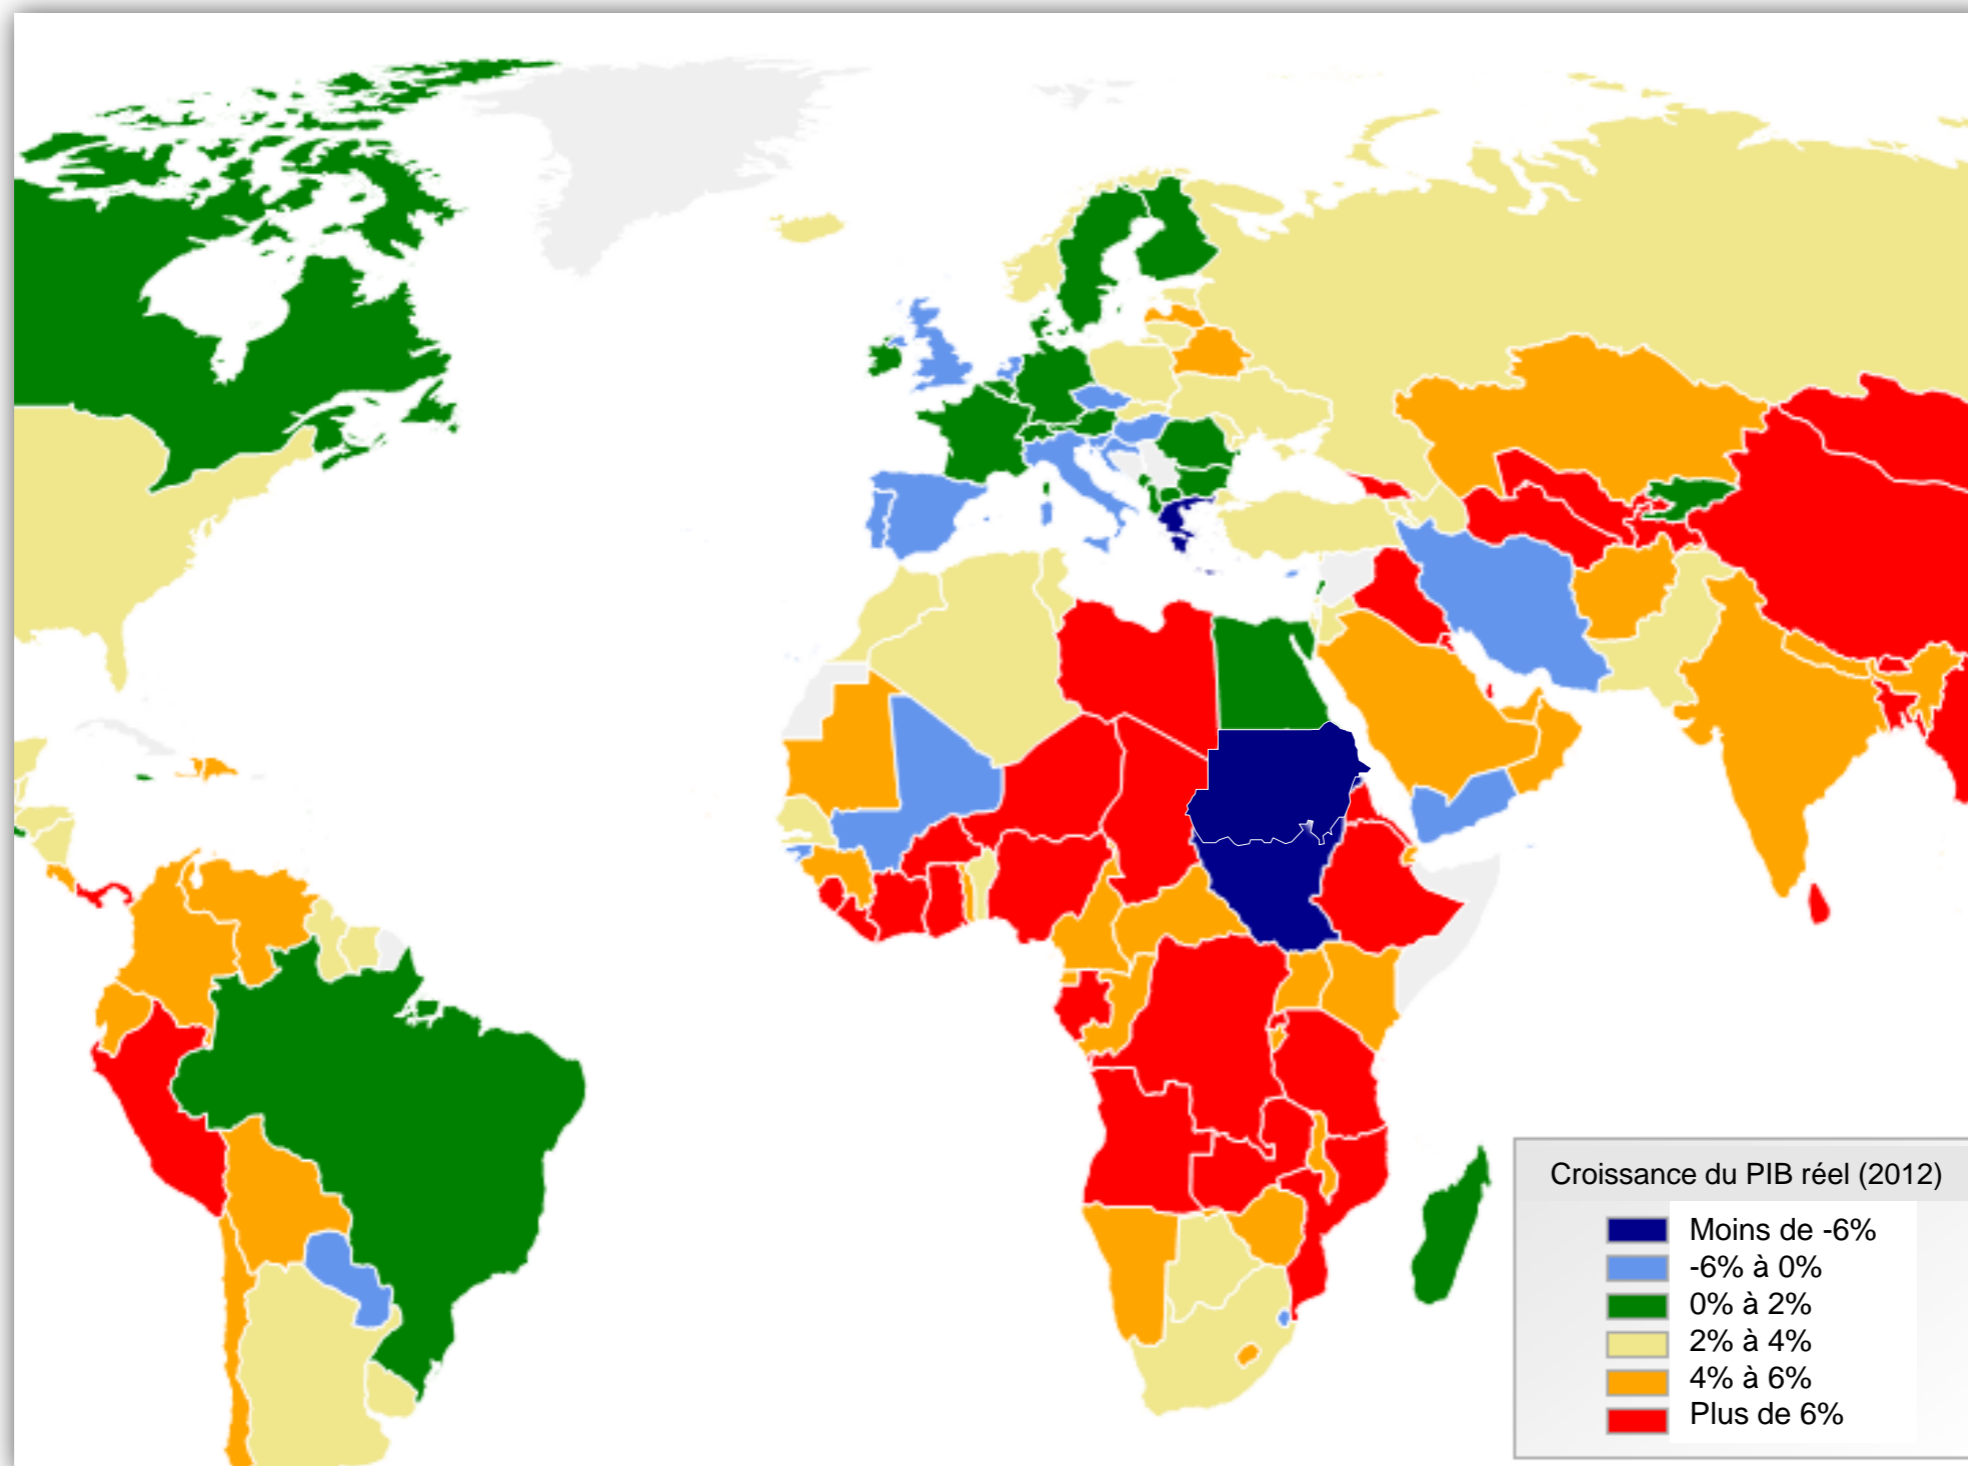 Croissance du PIB réel (2012)
Moins de -6%
-6% à 0%
0% à 2%
2% à 4%
4% à 6%
Plus de 6%